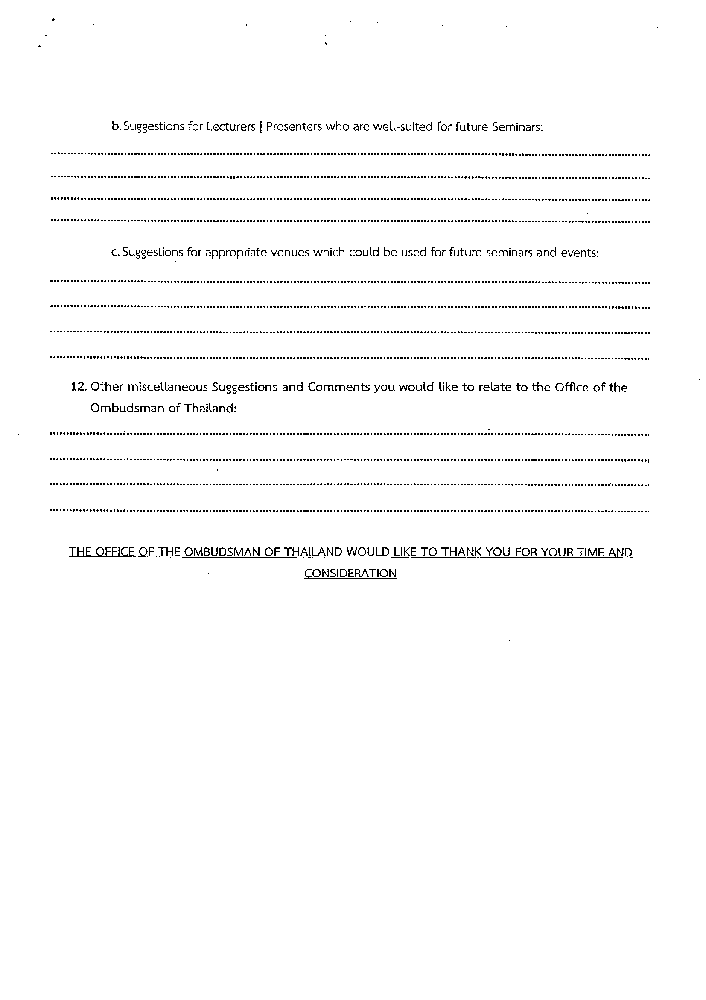 b. Suggestions for Lecturers | Presenters who are well-suited for future Seminars:
c. Suggestions for appropriate venues which could be used for future seminars and events:
12. Other miscellaneous Suggestions and Comments you would like to relate to the Office of the
Ombudsman of Thailand:
THE OFFICE OF THE OMBUDSMAN OF THAILAND WOULD LIKE TO THANK YOU FOR YOUR TIME AND
CONSIDERATION